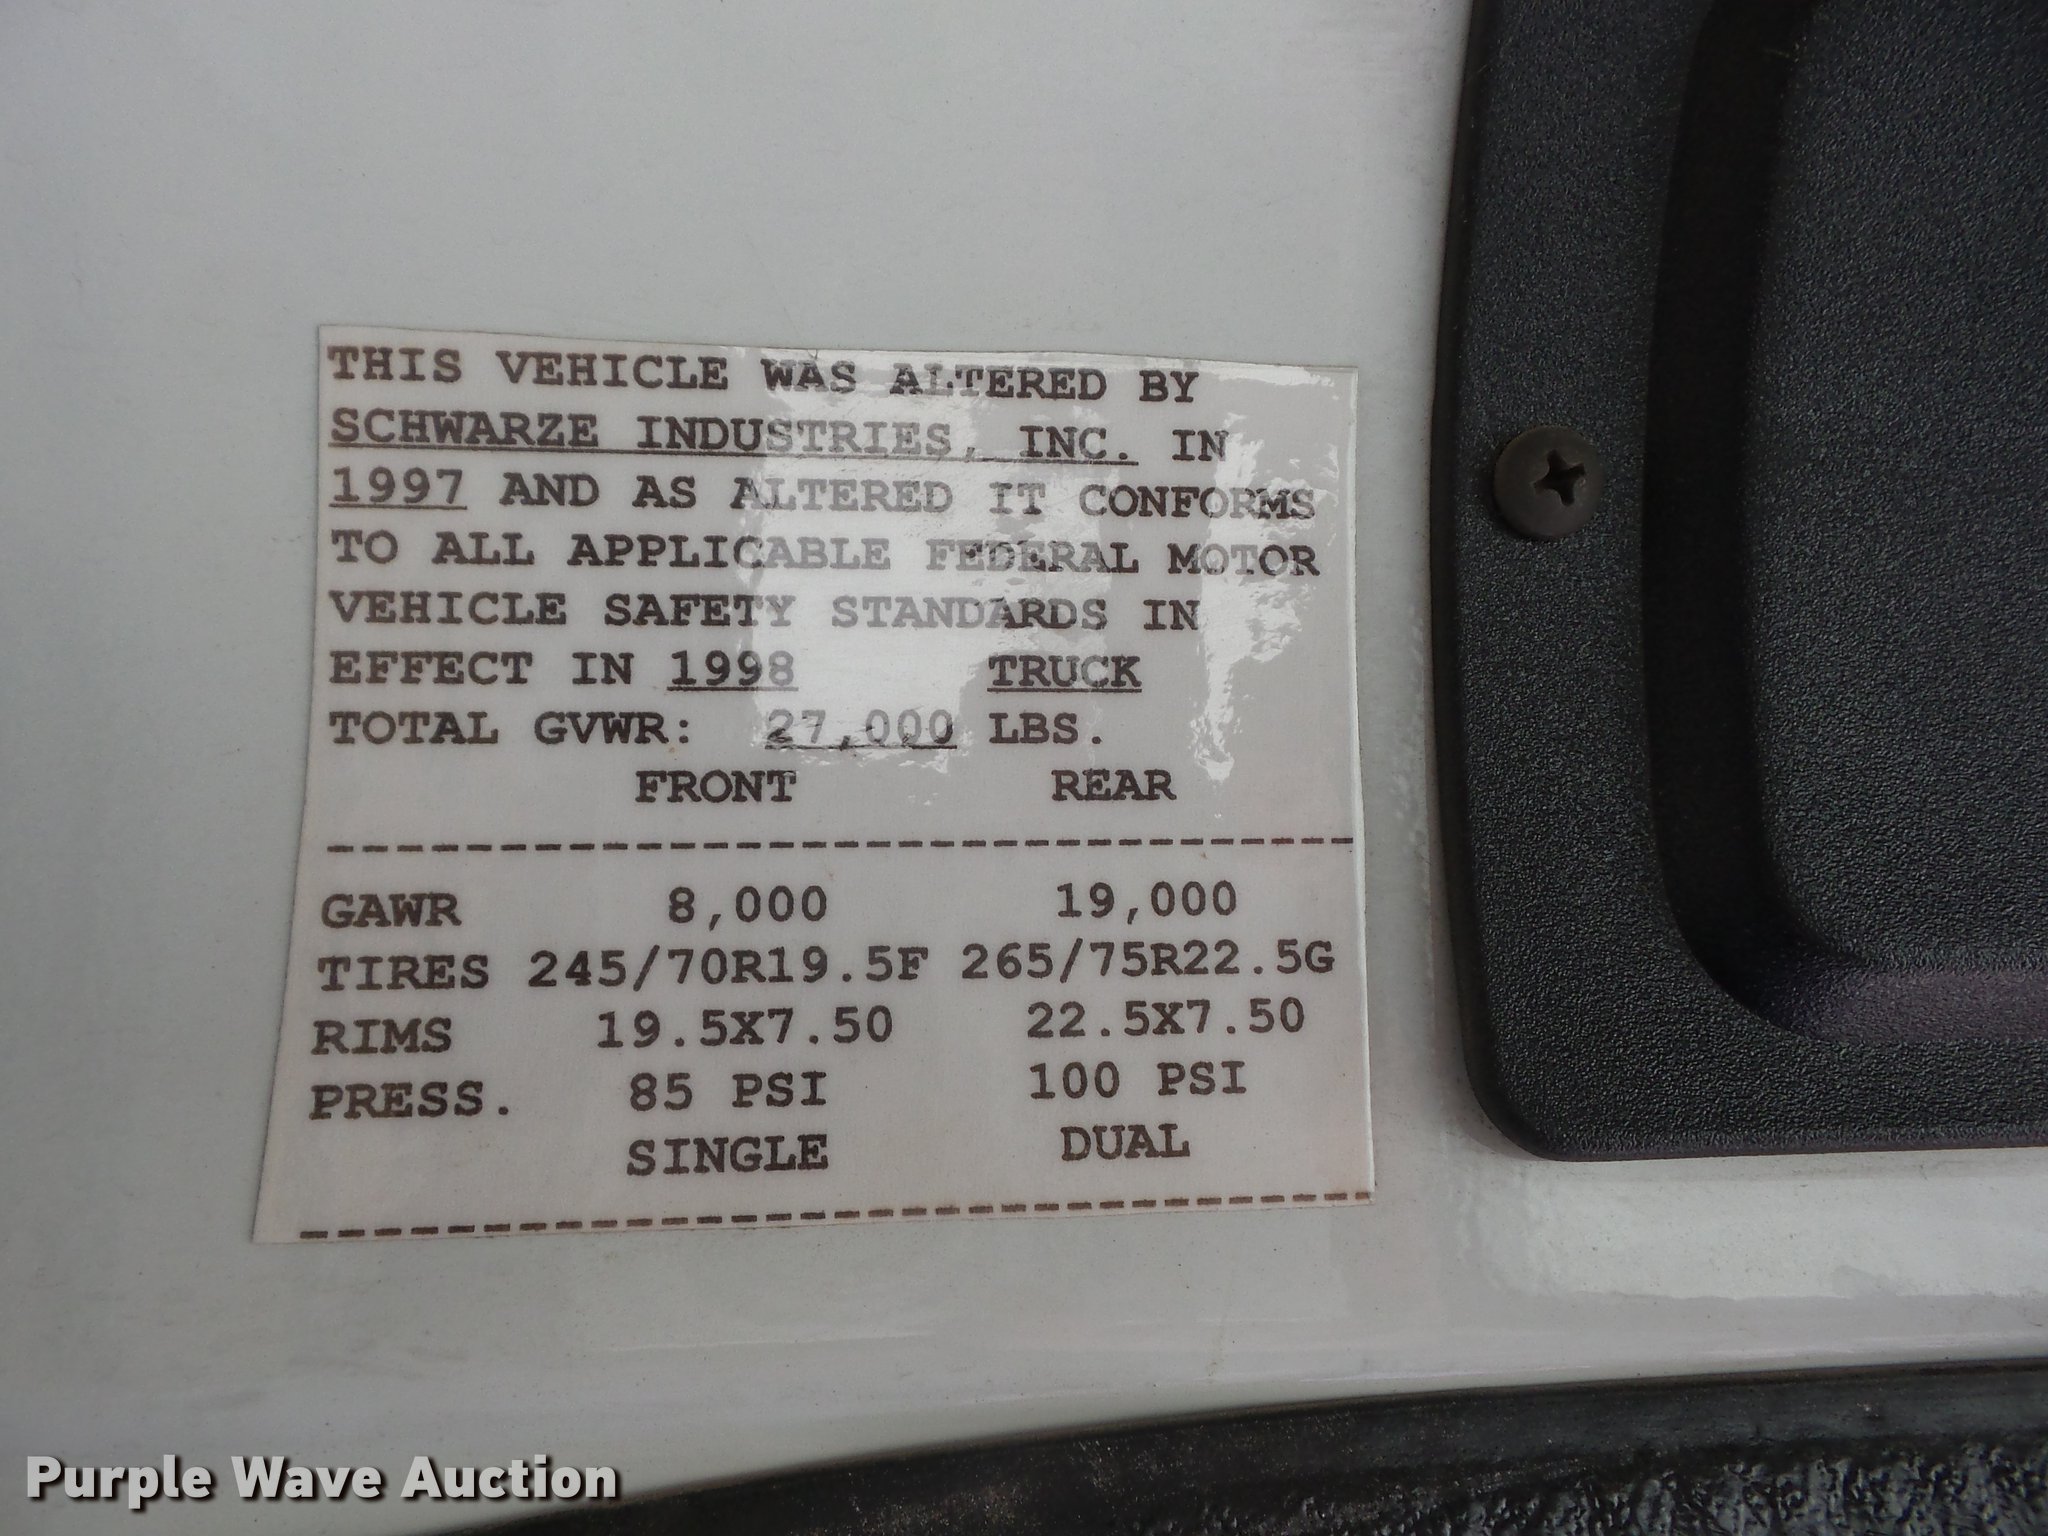 THIS VEHICLE WAS ALTERED BY
SCHWARZE INDUSTRIES, INC. IN
1997 AND AS ALTERED IT CONFORMS
TO ALL APPLICABLE FEDERAL MOTOR
VEHICLE SAFETY STANDARDS IN
EFFECT IN 1998 TRUCK
TOTAL GVWR: 27,000 LBS.
FRONT REAR
GAWR 8,000 19,000
TIRES 245/70R19.5F 265/75R22.5G
RIMS 19.5X7.50 22.5X7.50
PRESS. 85 PSI 100 PSI
SINGLE DUAL
Purple Wave Auction